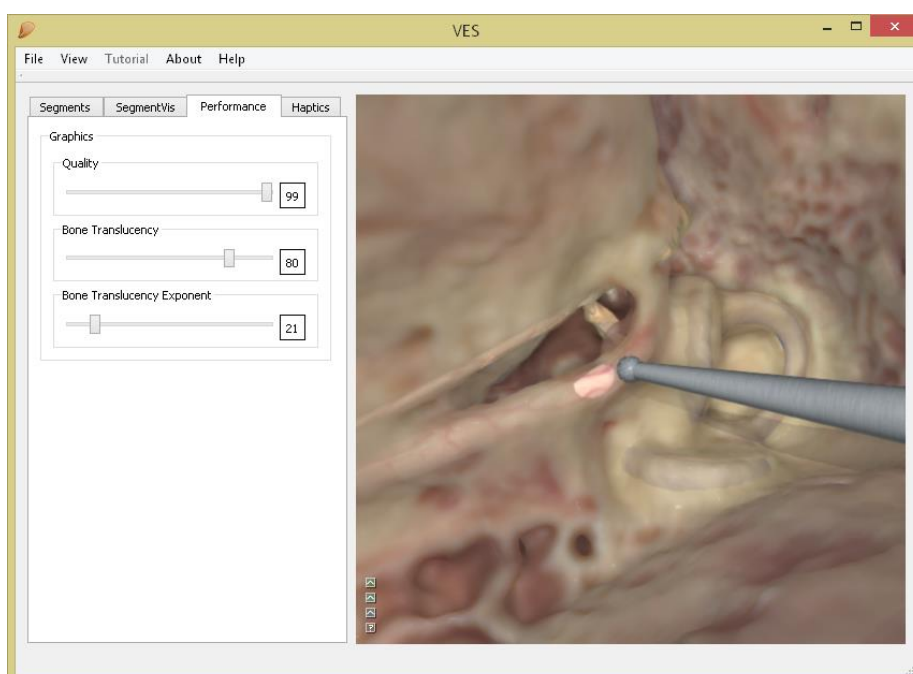 VES
File View Tutorial About Help
Segments SegmentVis Performance Haptics
Graphics
Quality
99
Bone Translucency
80
Bone Translucency Exponent
21
?